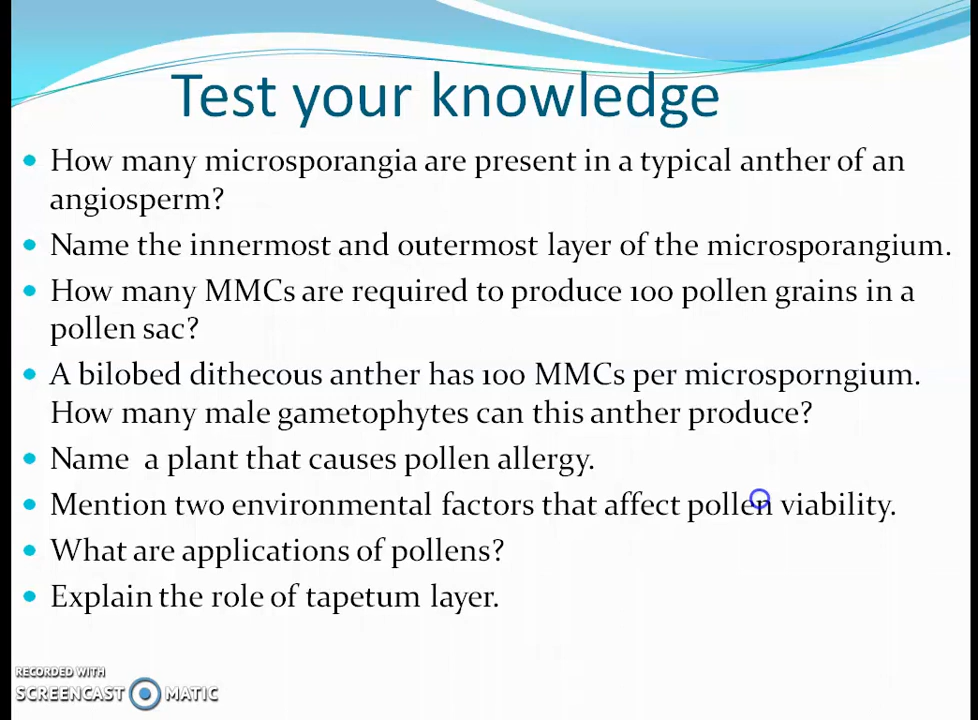 Test your knowledge
• How many microsporangia are present in a typical anther of an
angiosperm?
• Name the innermost and outermost layer of the microsporangium.
• How many MMCs are required to produce 100 pollen grains in a
pollen sac?
• A bilobed dithecous anther has 100 MMCs per microsporngium.
How many male gametophytes can this anther produce?
• Name a plant that causes pollen allergy.
• Mention two environmental factors that affect pollen viability.
• What are applications of pollens?
• Explain the role of tapetum layer.
RECORDED WITH
SCREENCAST MATIC